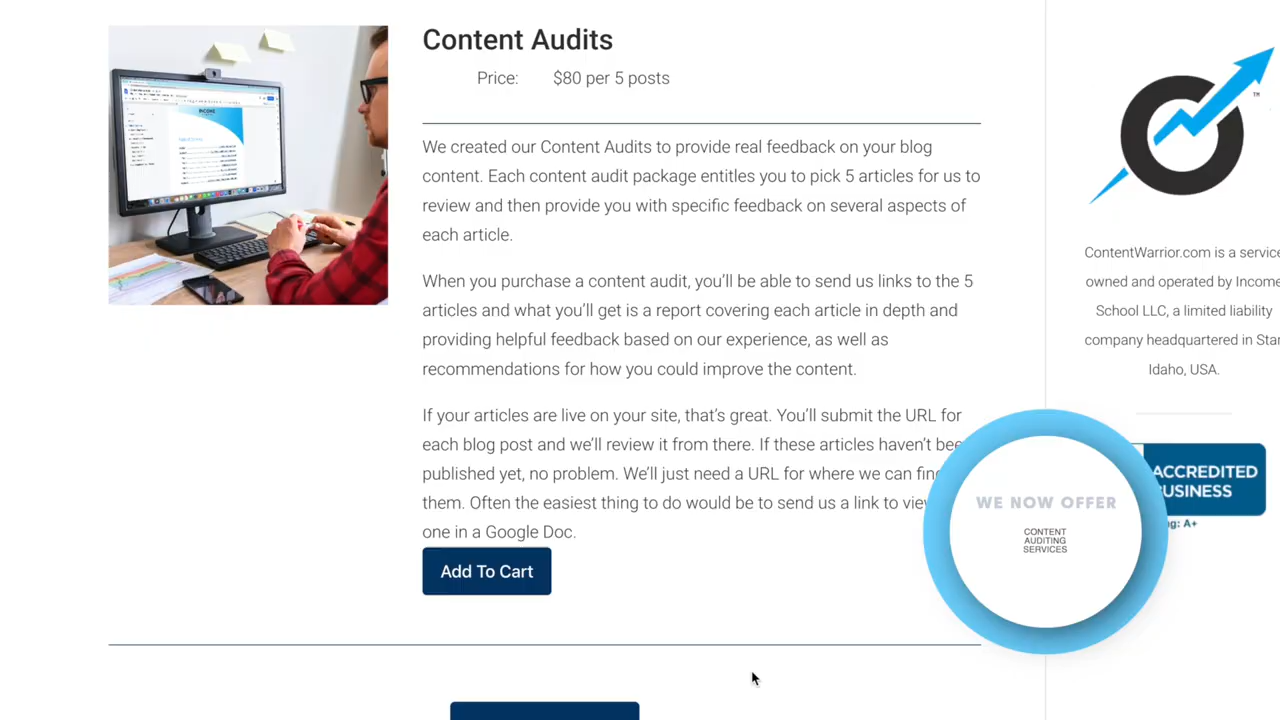 Content Audits
Price: $80 per 5 posts
We created our Content Audits to provide real feedback on your blog
content. Each content audit package entitles you to pick 5 articles for us to
review and then provide you with specific feedback on several aspects of
each article.
When you purchase a content audit, you’ll be able to send us links to the 5
articles and what you’ll get is a report covering each article in depth and
providing helpful feedback based on our experience, as well as
recommendations for how you could improve the content.
If your articles are live on your site, that’s great. You’ll submit the URL for
each blog post and we’ll review it from there. If these articles haven’t bee
published yet, no problem. We’ll just need a URL for where we can find
them. Often the easiest thing to do would be to send us a link to view
one in a Google Doc.
Add To Cart
TM
ContentWarrior.com is a service
owned and operated by Income
School LLC, a limited liability
company headquartered in Star
Idaho, USA.
ACCREDITED
BUSINESS
ng: A+
WE NOW OFFER
CONTENT
AUDITING
SERVICES